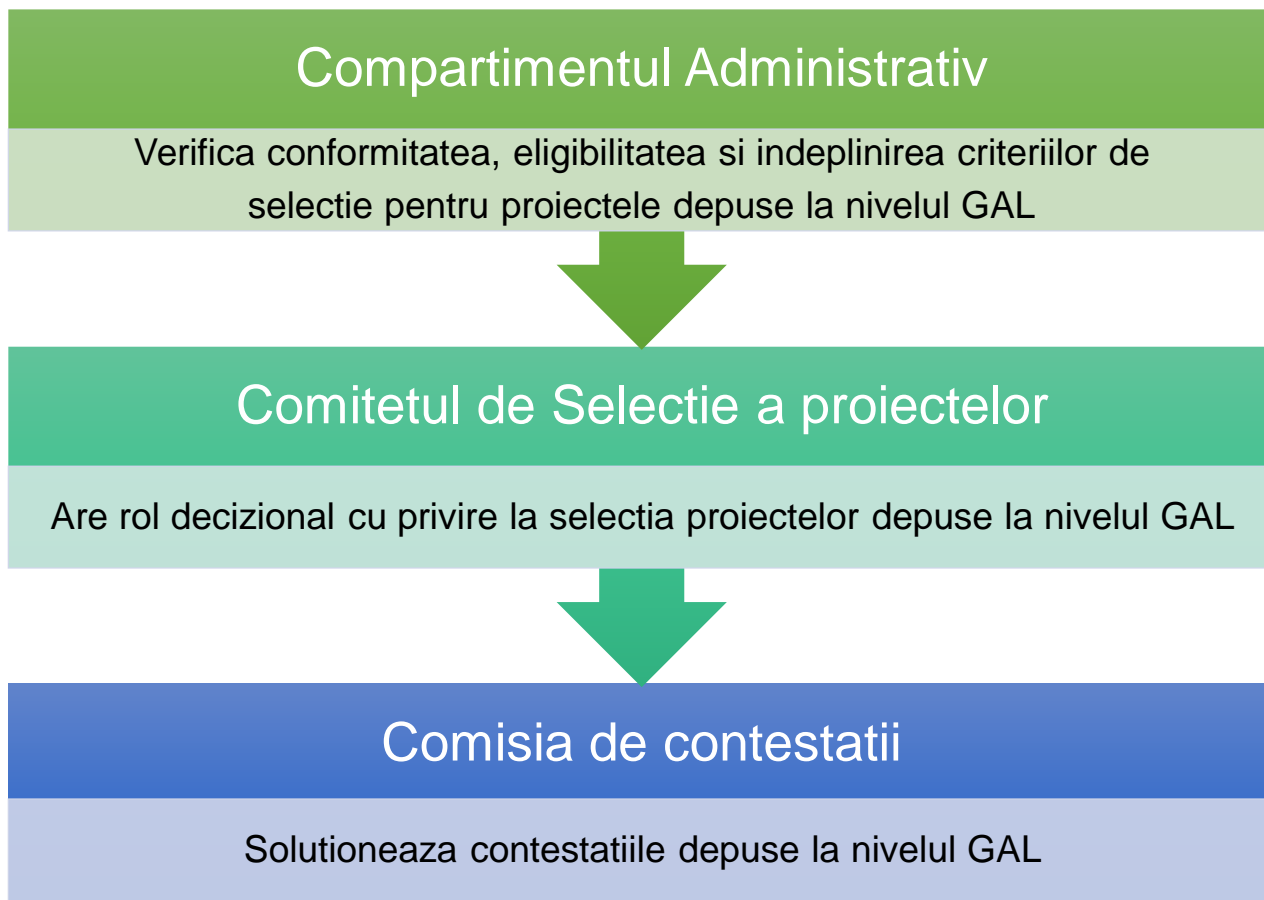 Compartimentul Administrativ
Verifica conformitatea, eligibilitatea si indeplinirea criteriilor de
selectie pentru proiectele depuse la nivelul GAL
Comitetul de Selectie a proiectelor
Are rol decizional cu privire la selectia proiectelor depuse la nivelul GAL
Comisia de contestatii
Solutioneaza contestatiile depuse la nivelul GAL